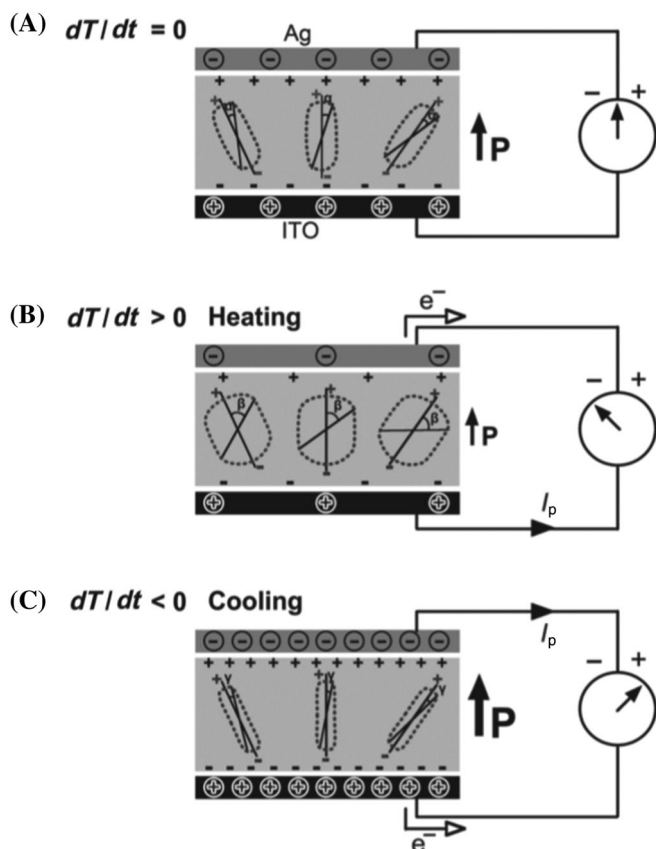 (A) dT/dt = 0
Ag
− − − − −
+ + + + + + +
+ α + α + α
− − −
P
- - - - - - -
+ + + + +
ITO
− +
(B) dT/dt > 0 Heating
e−
− − −
+ + + +
+ β + β + β
− − −
P
- - - -
+ + +
Ip
− +
(C) dT/dt < 0 Cooling
Ip
− − − − − − − − −
+ + + + + + + + + + +
+ γ + γ + γ
− − −
P
- - - - - - - - - - -
+ + + + + + + + +
e−
− +